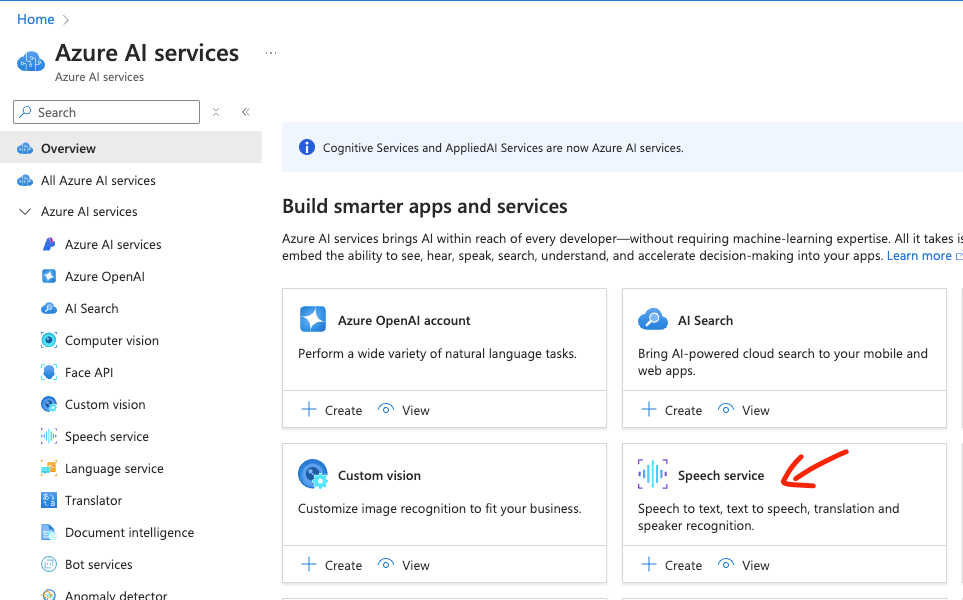 Home
Azure AI services
Azure AI services
Search
Overview
All Azure AI services
Azure AI services
Azure AI services
Azure OpenAI
AI Search
Computer vision
Face API
Custom vision
Speech service
Language service
Translator
Document intelligence
Bot services
Anomaly detector
Cognitive Services and AppliedAI Services are now Azure AI services.
Build smarter apps and services
Azure AI services brings AI within reach of every developer—without requiring machine-learning expertise. All it takes is
embed the ability to see, hear, speak, search, understand, and accelerate decision-making into your apps. Learn more
Azure OpenAI account
Perform a wide variety of natural language tasks.
Create View
AI Search
Bring AI-powered cloud search to your mobile and
web apps.
Create View
Custom vision
Customize image recognition to fit your business.
Create View
Speech service
Speech to text, text to speech, translation and
speaker recognition.
Create View